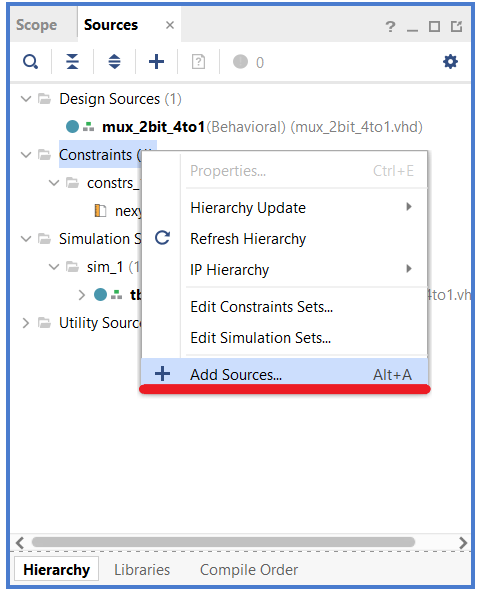 Scope Sources × ?
0
Design Sources (1)
mux_2bit_4to1(Behavioral) (mux_2bit_4to1.vhd)
Constraints (
Properties... Ctrl+E
constrs_
Hierarchy Update
nexy
Simulation S
Refresh Hierarchy
sim_1 (1
IP Hierarchy
tb 4to1.vh
Edit Constraints Sets...
Utility Sourc
Edit Simulation Sets...
Add Sources... Alt+A
Hierarchy Libraries Compile Order